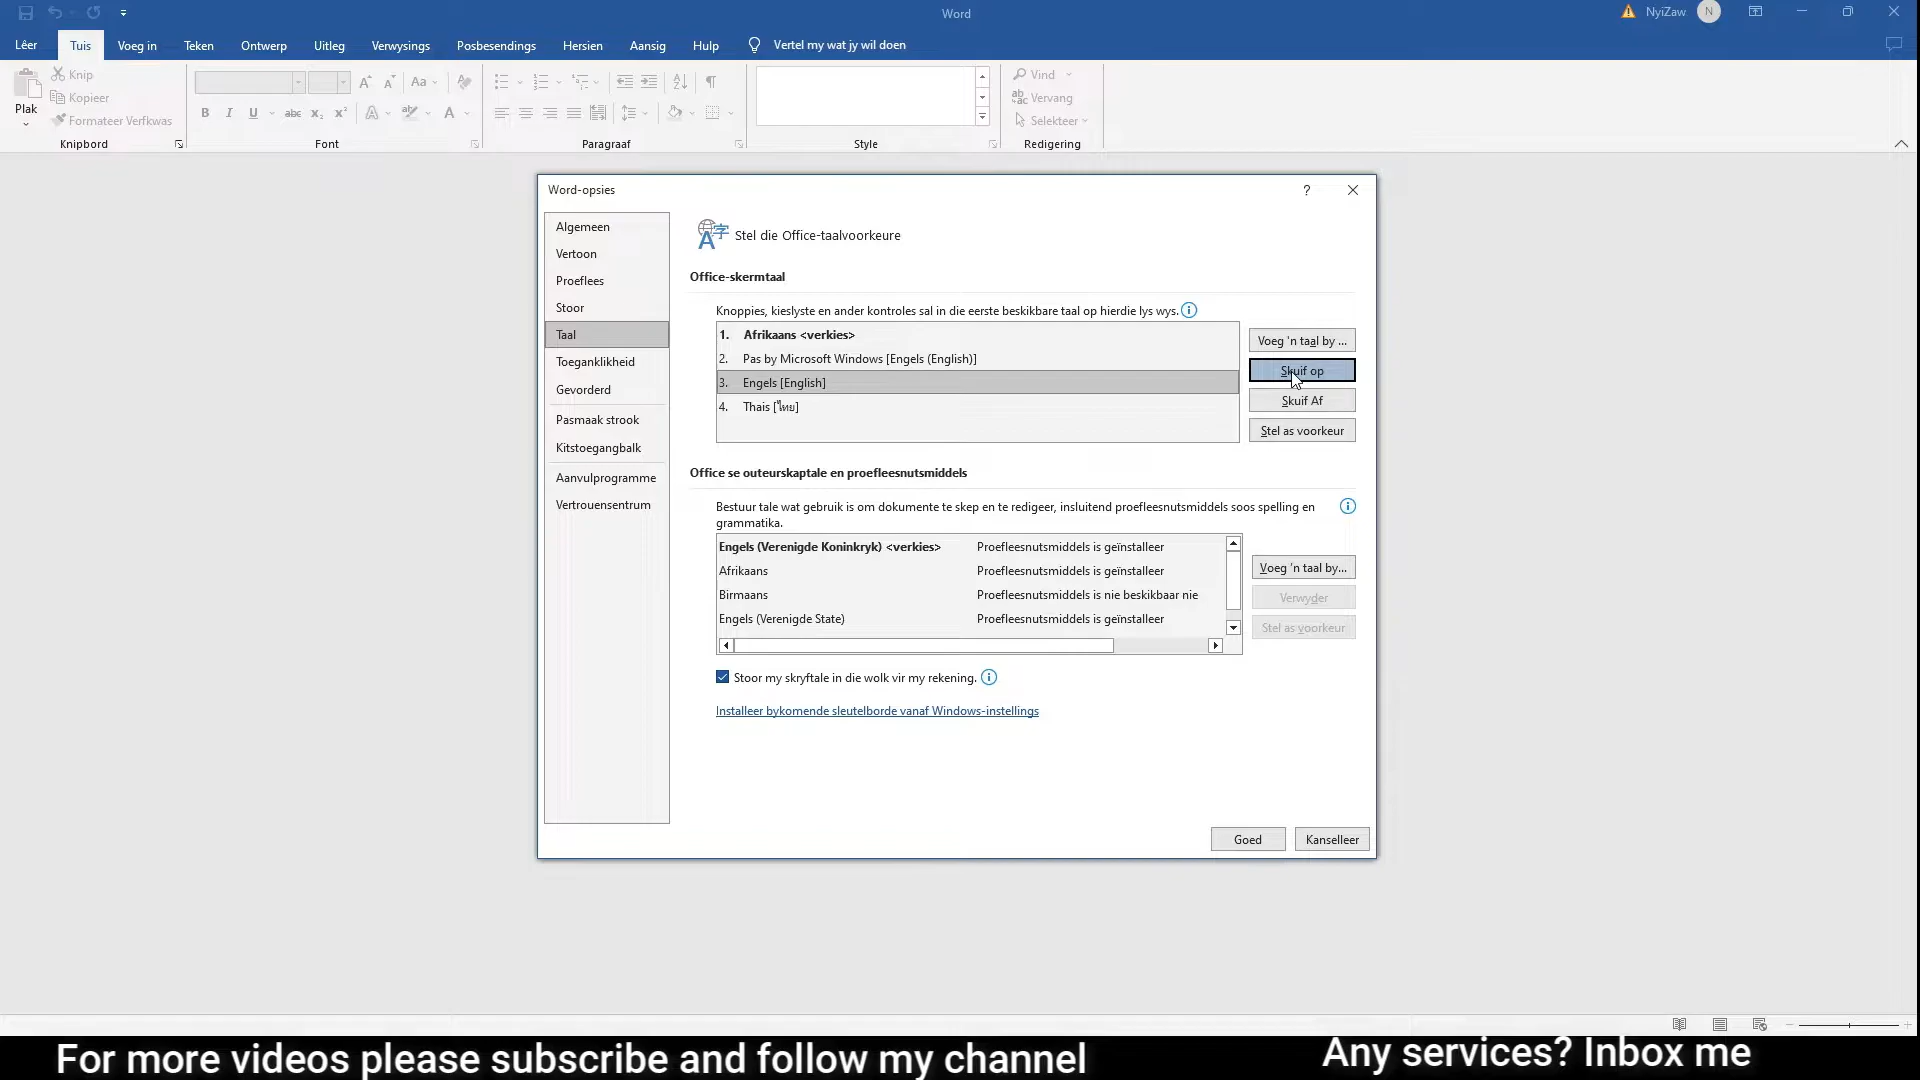 Word
NyiZaw
N
Lêer
Tuis
Voeg in
Teken
Ontwerp
Uitleg
Verwysings
Posbesendings
Hersien
Aansig
Hulp
Vertel my wat jy wil doen
Plak
Knip
Kopieer
Formateer Verfkwas
Knipbord
Font
Paragraaf
Style
Vind
Vervang
Selekteer
Redigering
Word-opsies
Algemeen
Vertoon
Proeflees
Stoor
Taal
Toeganklikheid
Gevorderd
Pasmaak strook
Kitstoegangbalk
Aanvulprogramme
Vertrouensentrum
Stel die Office-taalvoorkeure
Office-skermtaal
Knoppies, kieslyste en ander kontroles sal in die eerste beskikbare taal op hierdie lys wys.
1. Afrikaans <verkies>
2. Pas by Microsoft Windows [Engels (English)]
3. Engels [English]
4. Thais [ไทย]
Voeg 'n taal by ...
Skuif op
Skuif Af
Stel as voorkeur
Office se outeurskaptale en proefleesnutsmiddels
Bestuur tale wat gebruik is om dokumente te skep en te redigeer, insluitend proefleesnutsmiddels soos spelling en
grammatika.
Engels (Verenigde Koninkryk) <verkies> Proefleesnutsmiddels is geïnstalleer
Afrikaans Proefleesnutsmiddels is geïnstalleer
Birmaans Proefleesnutsmiddels is nie beskikbaar nie
Engels (Verenigde State) Proefleesnutsmiddels is geïnstalleer
Voeg 'n taal by...
Verwyder
Stel as voorkeur
Stoor my skryftale in die wolk vir my rekening.
Installeer bykomende sleutelborde vanaf Windows-instellings
Goed
Kanselleer
For more videos please subscribe and follow my channel
Any services? Inbox me